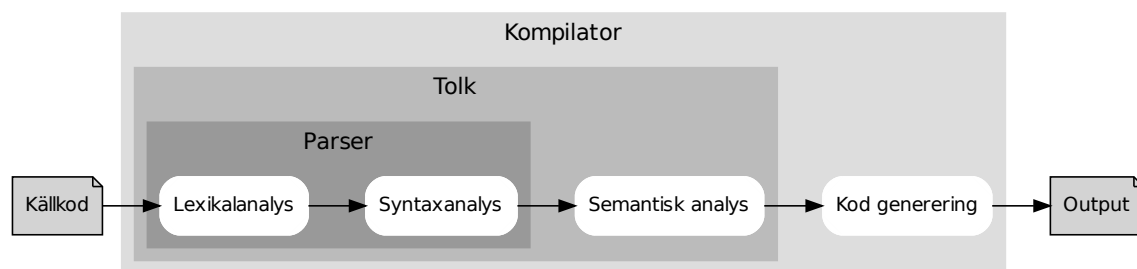 Kompilator
Tolk
Parser
Källkod
Lexikalanalys
Syntaxanalys
Semantisk analys
Kod generering
Output